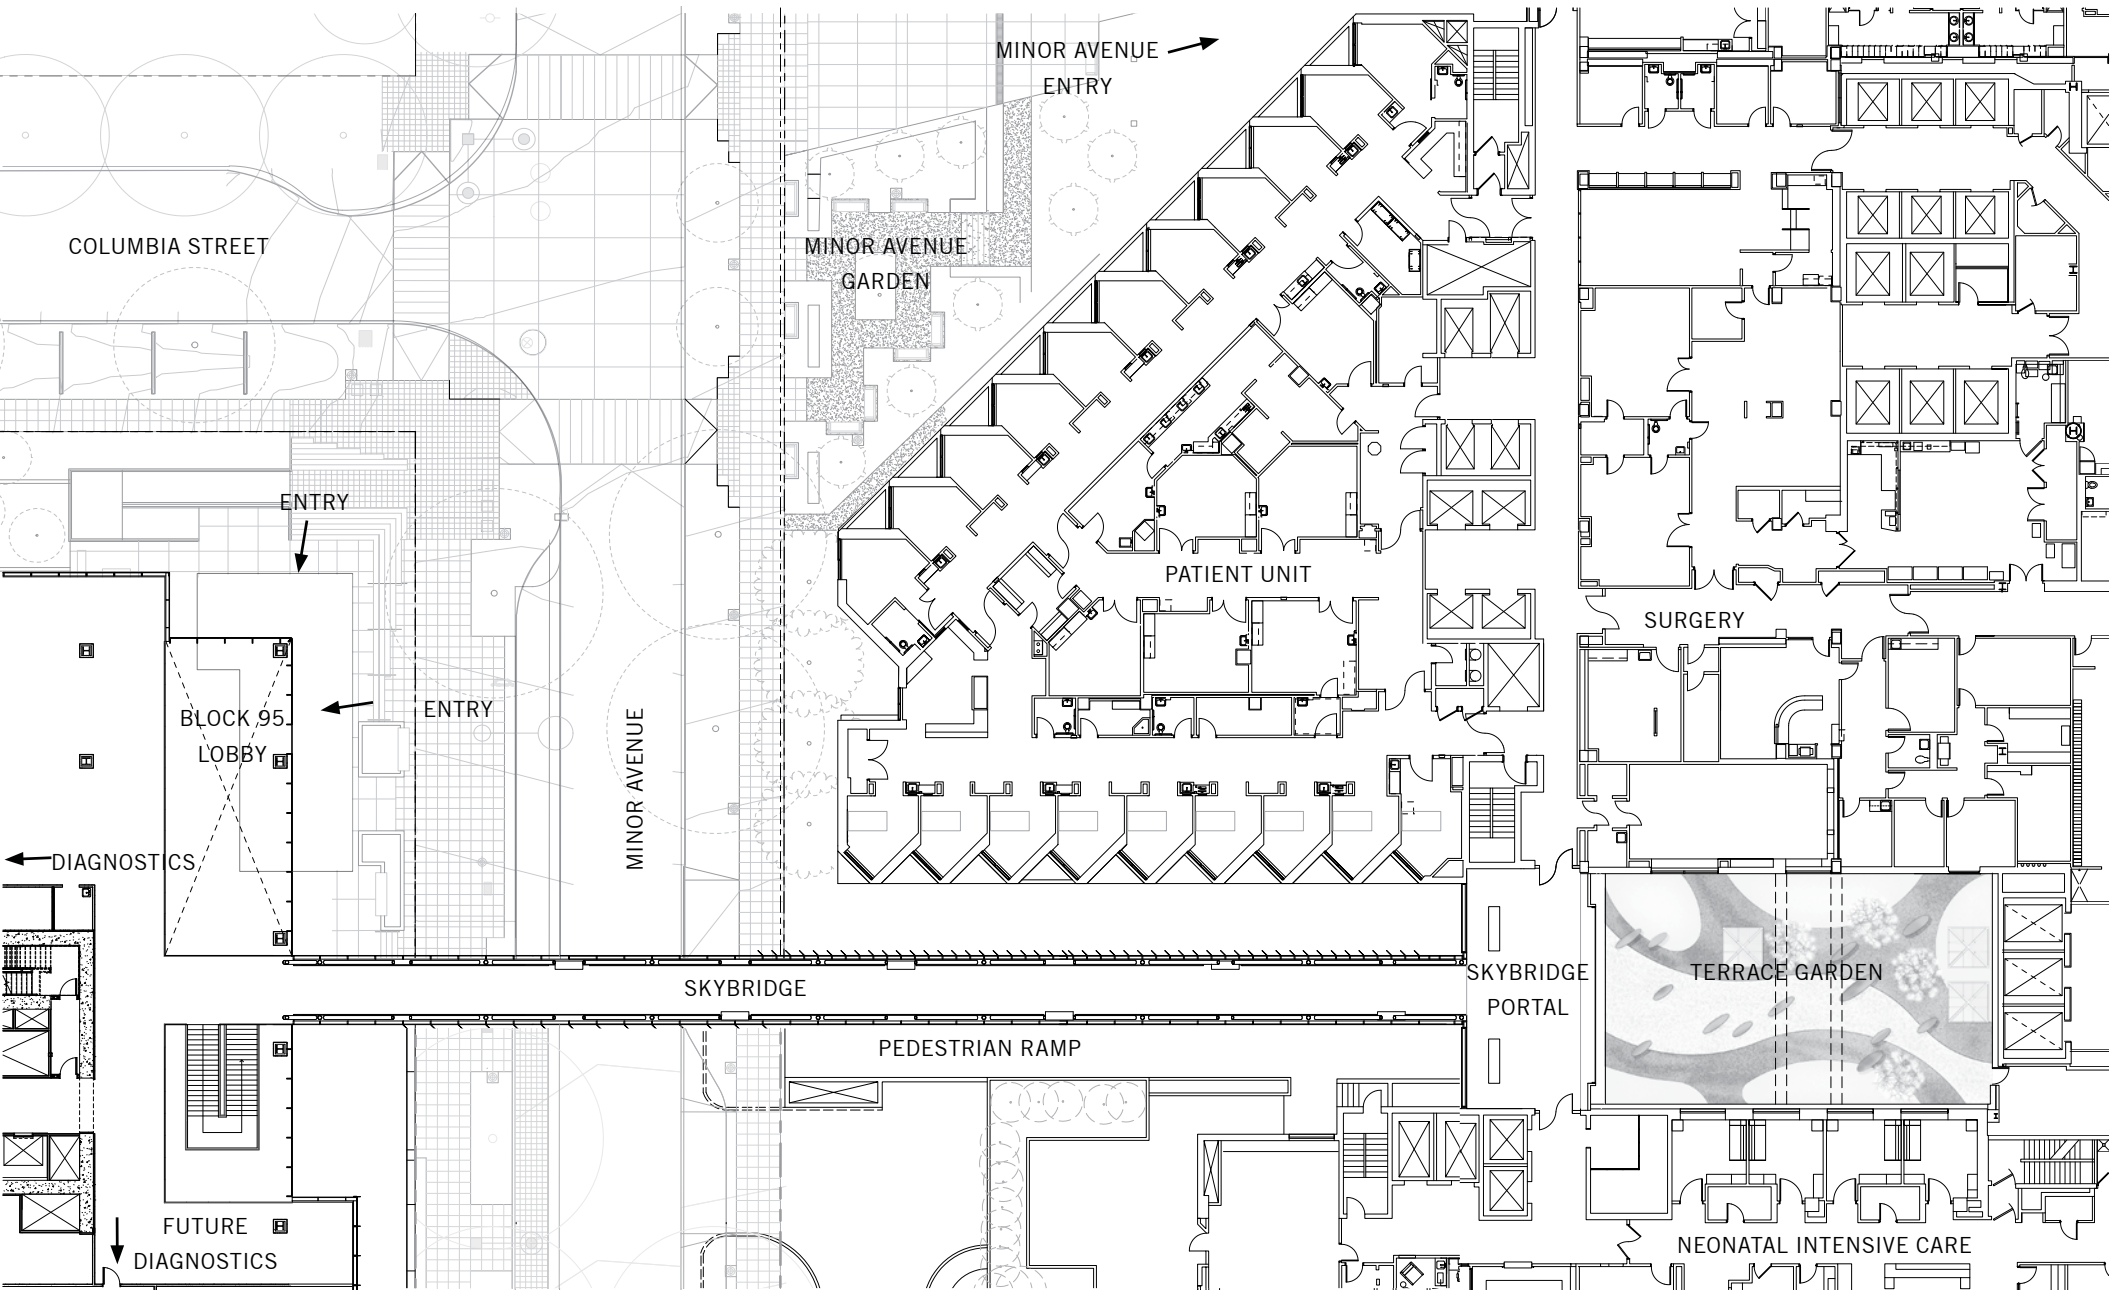 MINOR AVENUE
ENTRY
COLUMBIA STREET
MINOR AVENUE
GARDEN
ENTRY
PATIENT UNIT
SURGERY
ENTRY
BLOCK 95
LOBBY
MINOR AVENUE
DIAGNOSTICS
SKYBRIDGE
SKYBRIDGE
PORTAL
TERRACE GARDEN
PEDESTRIAN RAMP
FUTURE
DIAGNOSTICS
NEONATAL INTENSIVE CARE